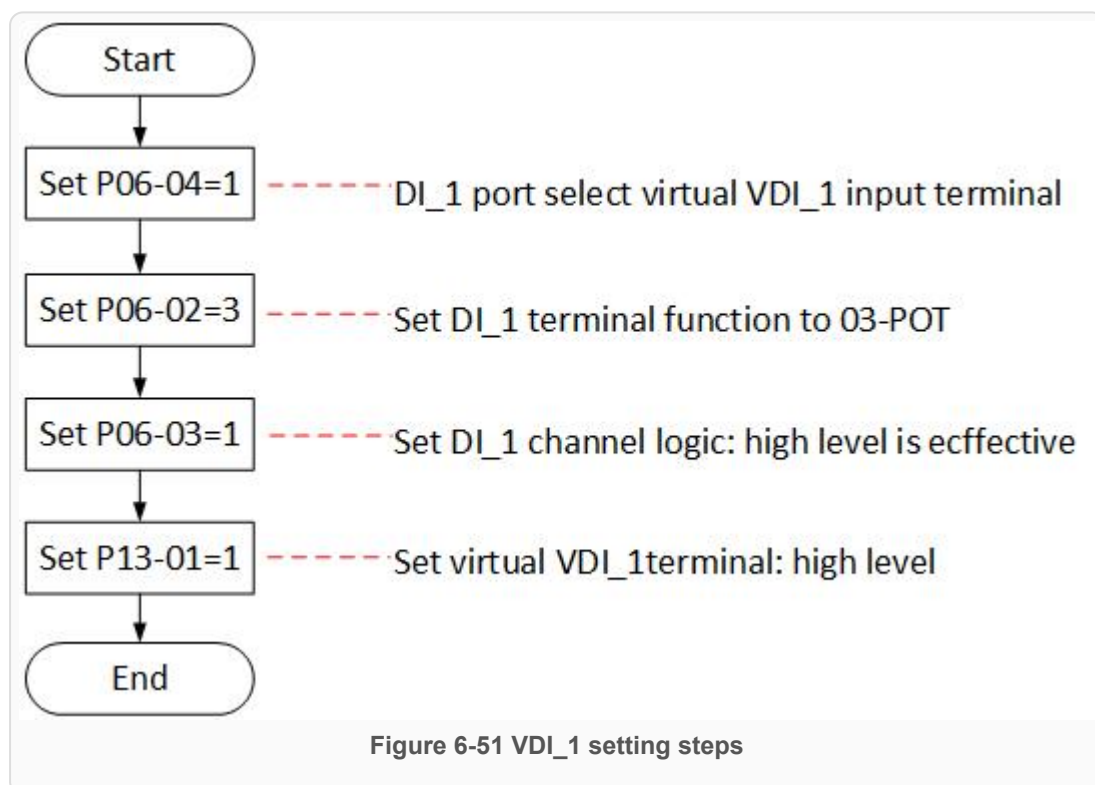 Start
Set P06-04=1
DI_1 port select virtual VDI_1 input terminal
Set P06-02=3
Set DI_1 terminal function to 03-POT
Set P06-03=1
Set DI_1 channel logic: high level is ecffective
Set P13-01=1
Set virtual VDI_1terminal: high level
End
Figure 6-51 VDI_1 setting steps